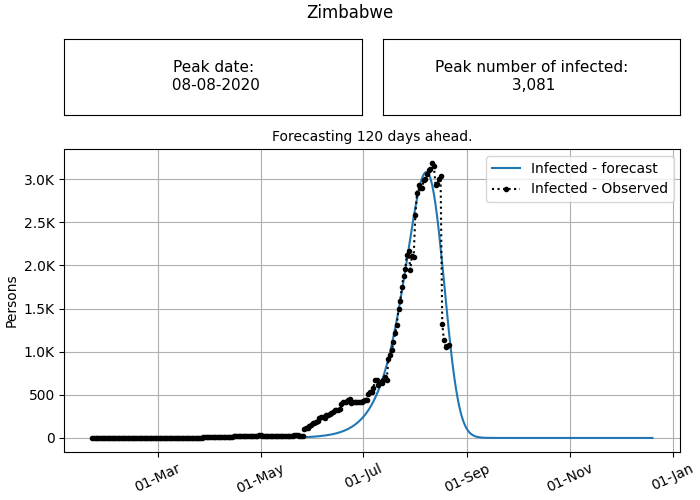 Zimbabwe
Peak date:
08-08-2020
Peak number of infected:
3,081
Forecasting 120 days ahead.
Infected - forecast
Infected - Observed
Persons
3.0K
2.5K
2.0K
1.5K
1.0K
500
0
01-Mar
01-May
01-Jul
01-Sep
01-Nov
01-Jan